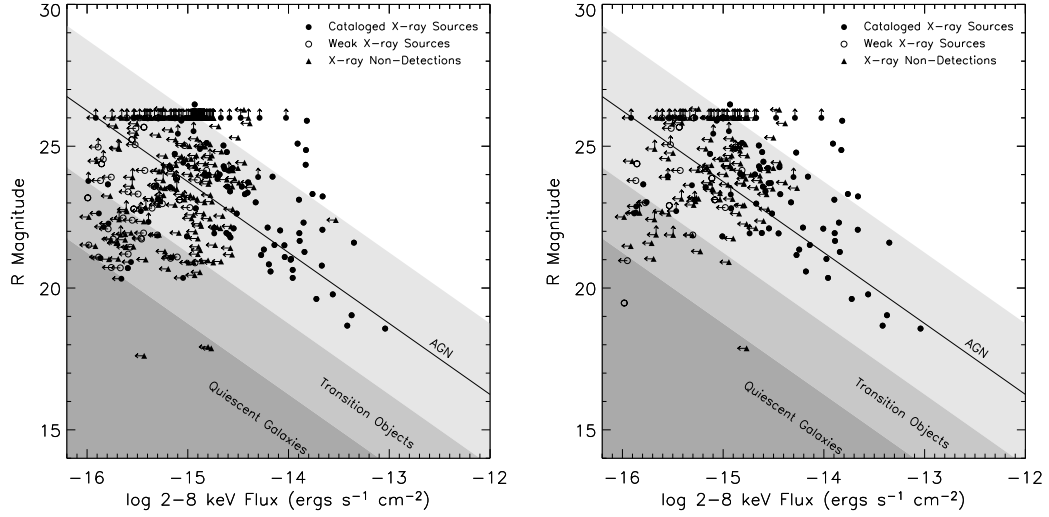 30
Cataloged X-ray Sources
Weak X-ray Sources
X-ray Non-Detections
25
R Magnitude
20
AGN
Transition Objects
Quiescent Galaxies
15
−16 −15 −14 −13 −12
log 2−8 keV Flux (ergs s⁻¹ cm⁻²)
30
Cataloged X-ray Sources
Weak X-ray Sources
X-ray Non-Detections
25
R Magnitude
20
AGN
Transition Objects
Quiescent Galaxies
15
−16 −15 −14 −13 −12
log 2−8 keV Flux (ergs s⁻¹ cm⁻²)